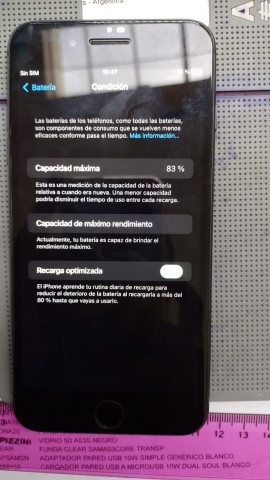 - Argentina
Sin SIM
19:47
Batería
Condición
Las baterías de los teléfonos, como todas las baterías,
son componentes de consumo que se vuelven menos
eficaces conforme pasa el tiempo. Más información...
Capacidad máxima 83 %
Esta es una medición de la capacidad de la batería
relativa a cuando era nueva. Una menor capacidad
podría disminuir el tiempo de uso entre cada recarga.
Capacidad de máximo rendimiento
Actualmente, tu batería es capaz de brindar el
rendimiento máximo.
Recarga optimizada
El iPhone aprende tu rutina diaria de recarga para
reducir el deterioro de la batería al recargarla a más del
80 % hasta que vayas a usarlo.
11 12 13 14
PIZZINI
VIDRIO 5D A03S NEGRO
FUNDA CLEAR SAMA03CORE TRANSP
ADAPTADOR PARED USB 10W SIMPLE GENERICO BLANCO
CARGADOR PARED USB A MICROUSB 10W DUAL SOUL BLANCO